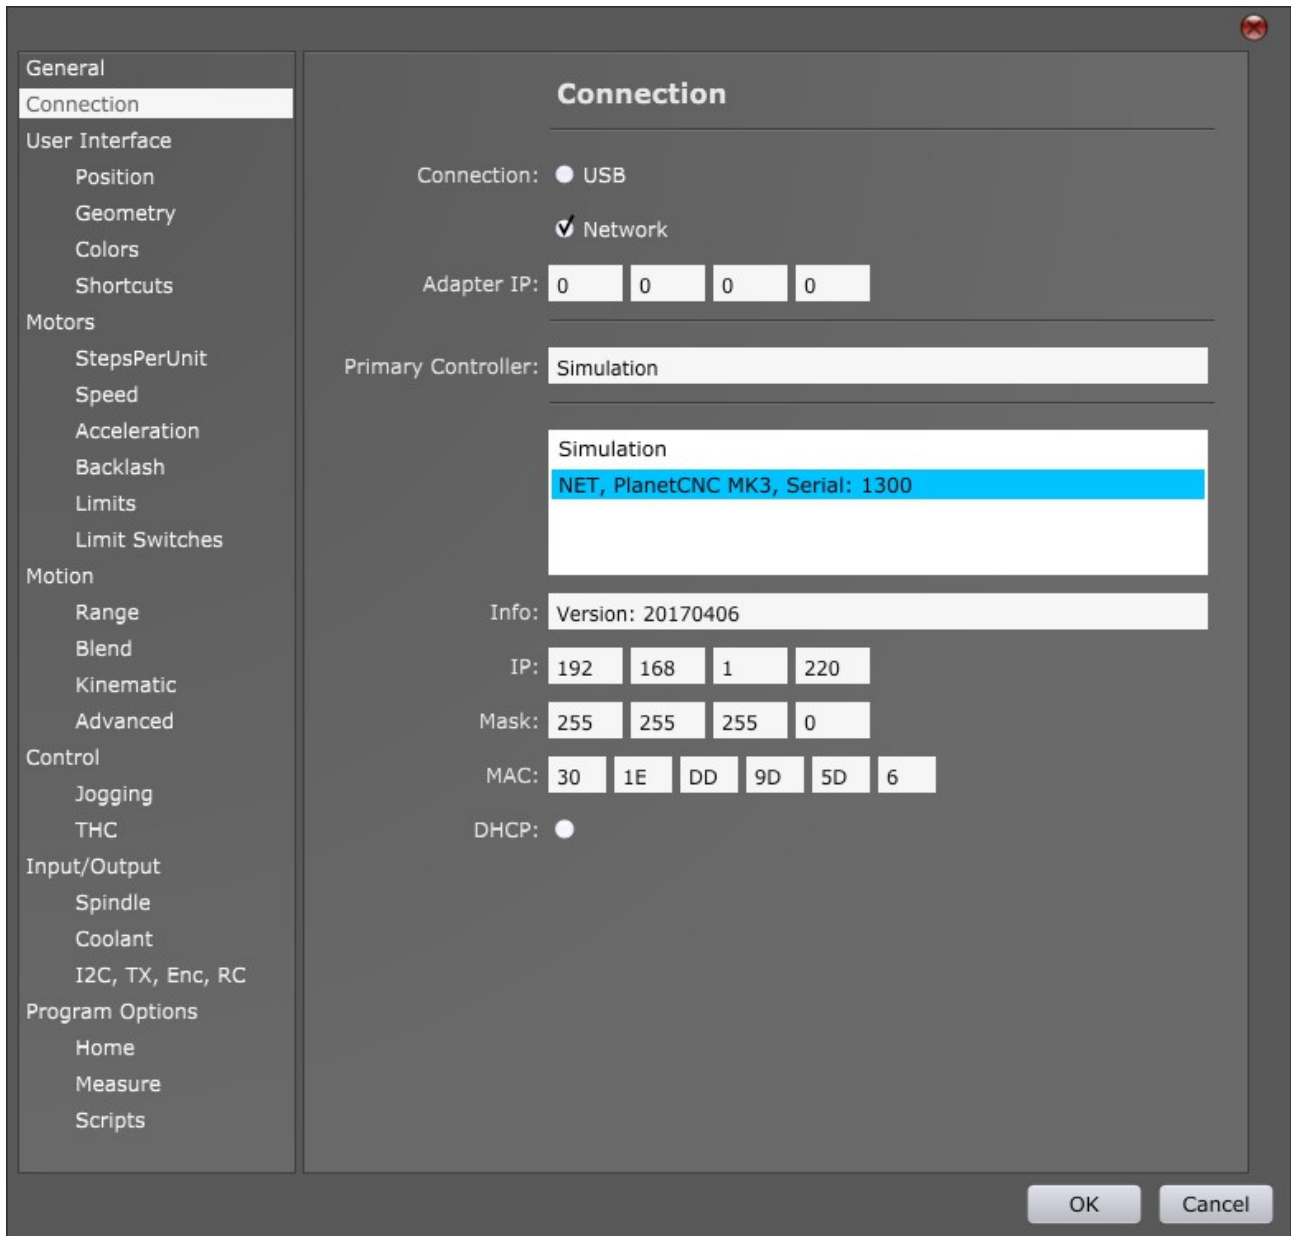 General
Connection
User Interface
Position
Geometry
Colors
Shortcuts
Motors
StepsPerUnit
Speed
Acceleration
Backlash
Limits
Limit Switches
Motion
Range
Blend
Kinematic
Advanced
Control
Jogging
THC
Input/Output
Spindle
Coolant
I2C, TX, Enc, RC
Program Options
Home
Measure
Scripts
Connection
Connection: USB
Network
Adapter IP: 0 0 0 0
Primary Controller: Simulation
Simulation
NET, PlanetCNC MK3, Serial: 1300
Info: Version: 20170406
IP: 192 168 1 220
Mask: 255 255 255 0
MAC: 30 1E DD 9D 5D 6
DHCP:
OK Cancel